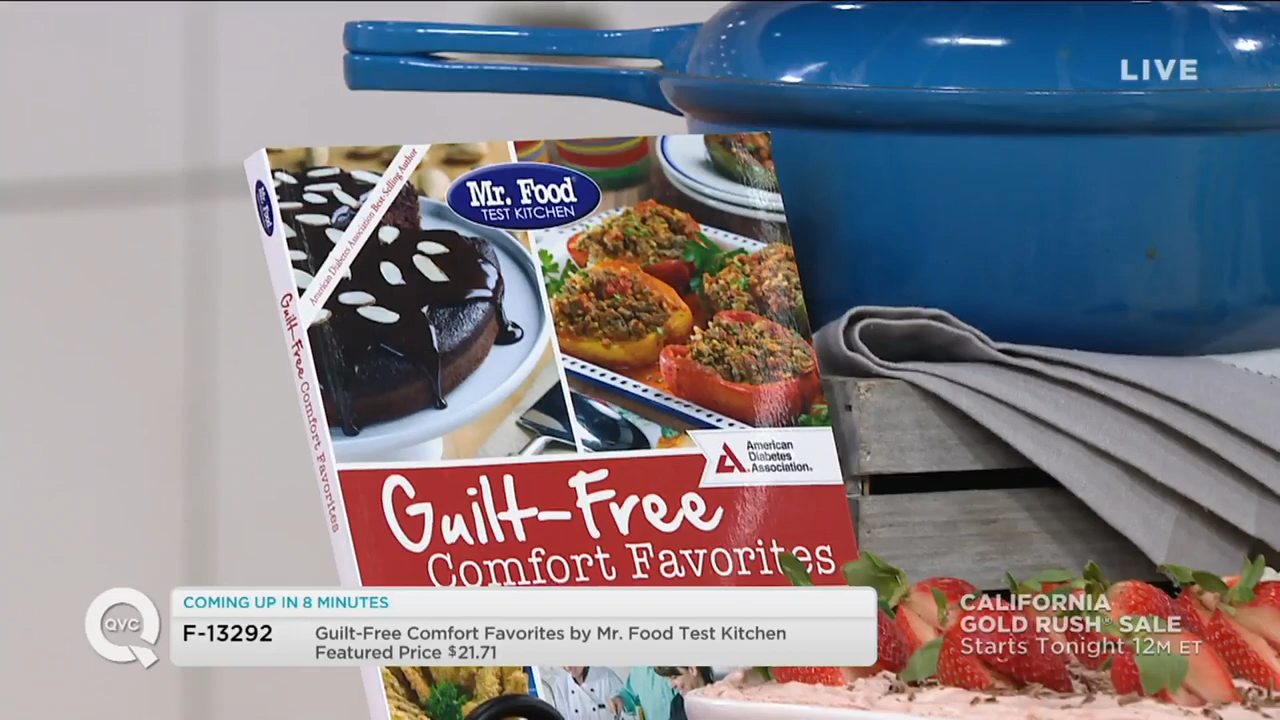 LIVE
American Diabetes Association Best-Selling Author
Mr. Food
TEST KITCHEN
Mr. Food
Guilt-Free Comfort Favorites
American
Diabetes
Association®
Guilt-Free
Comfort Favorites
QVC
COMING UP IN 8 MINUTES
F-13292
Guilt-Free Comfort Favorites by Mr. Food Test Kitchen
Featured Price $21.71
CALIFORNIA
GOLD RUSH® SALE
Starts Tonight 12M ET